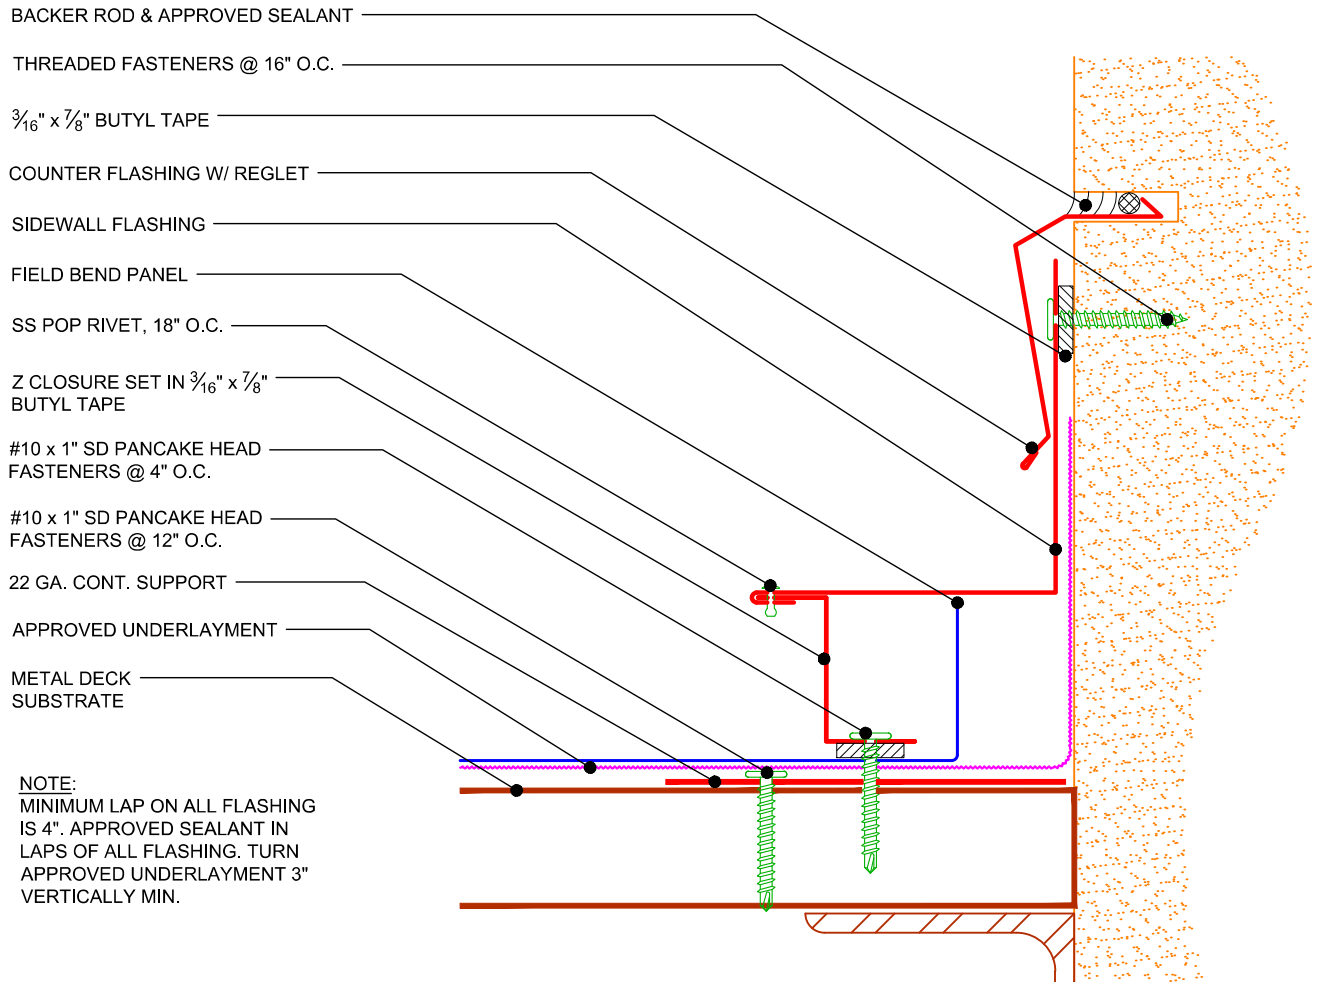 BACKER ROD & APPROVED SEALANT
THREADED FASTENERS @ 16" O.C.
3/16" x 7/8" BUTYL TAPE
COUNTER FLASHING W/ REGLET
SIDEWALL FLASHING
FIELD BEND PANEL
SS POP RIVET, 18" O.C.
Z CLOSURE SET IN 3/16" x 7/8"
BUTYL TAPE
#10 x 1" SD PANCAKE HEAD
FASTENERS @ 4" O.C.
#10 x 1" SD PANCAKE HEAD
FASTENERS @ 12" O.C.
22 GA. CONT. SUPPORT
APPROVED UNDERLAYMENT
METAL DECK
SUBSTRATE
NOTE:
MINIMUM LAP ON ALL FLASHING
IS 4". APPROVED SEALANT IN
LAPS OF ALL FLASHING. TURN
APPROVED UNDERLAYMENT 3"
VERTICALLY MIN.